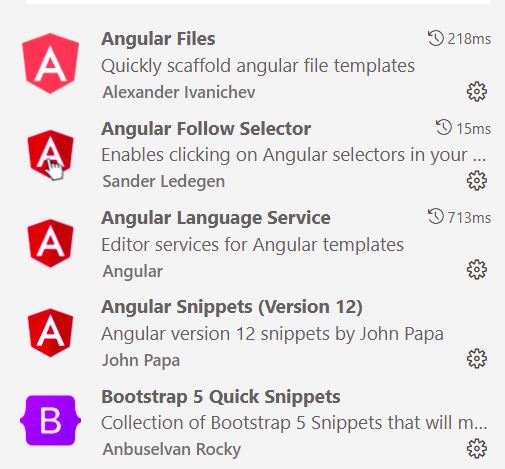 Angular Files 218ms
Quickly scaffold angular file templates
Alexander Ivanichev
Angular Follow Selector 15ms
Enables clicking on Angular selectors in your ...
Sander Ledegen
Angular Language Service 713ms
Editor services for Angular templates
Angular
Angular Snippets (Version 12)
Angular version 12 snippets by John Papa
John Papa
Bootstrap 5 Quick Snippets
Collection of Bootstrap 5 Snippets that will m...
Anbuselvan Rocky